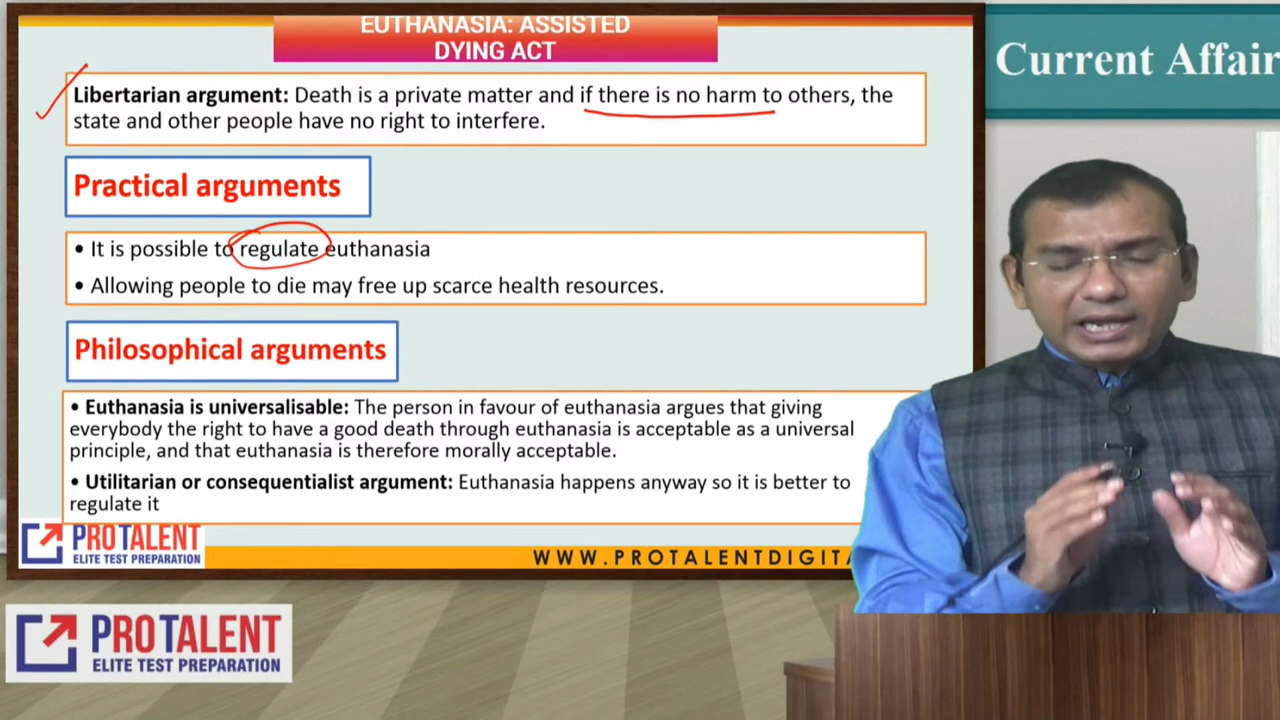 EUTHANASIA: ASSISTED
DYING ACT
Current Affair
Libertarian argument: Death is a private matter and if there is no harm to others, the
state and other people have no right to interfere.
Practical arguments
• It is possible to regulate euthanasia
• Allowing people to die may free up scarce health resources.
Philosophical arguments
• Euthanasia is universalisable: The person in favour of euthanasia argues that giving
everybody the right to have a good death through euthanasia is acceptable as a universal
principle, and that euthanasia is therefore morally acceptable.
• Utilitarian or consequentialist argument: Euthanasia happens anyway so it is better to
regulate it
PRO TALENT
ELITE TEST PREPARATION
WWW.PROTALENTDIGITA
PRO TALENT
ELITE TEST PREPARATION